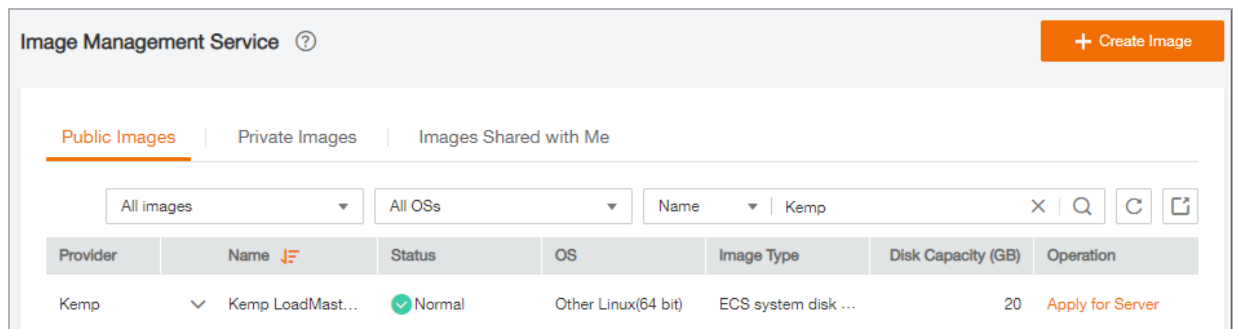 Image Management Service ?
+ Create Image
Public Images Private Images Images Shared with Me
All images All OSs Name Kemp
Provider Name Status OS Image Type Disk Capacity (GB) Operation
Kemp Kemp LoadMast... Normal Other Linux(64 bit) ECS system disk ... 20 Apply for Server